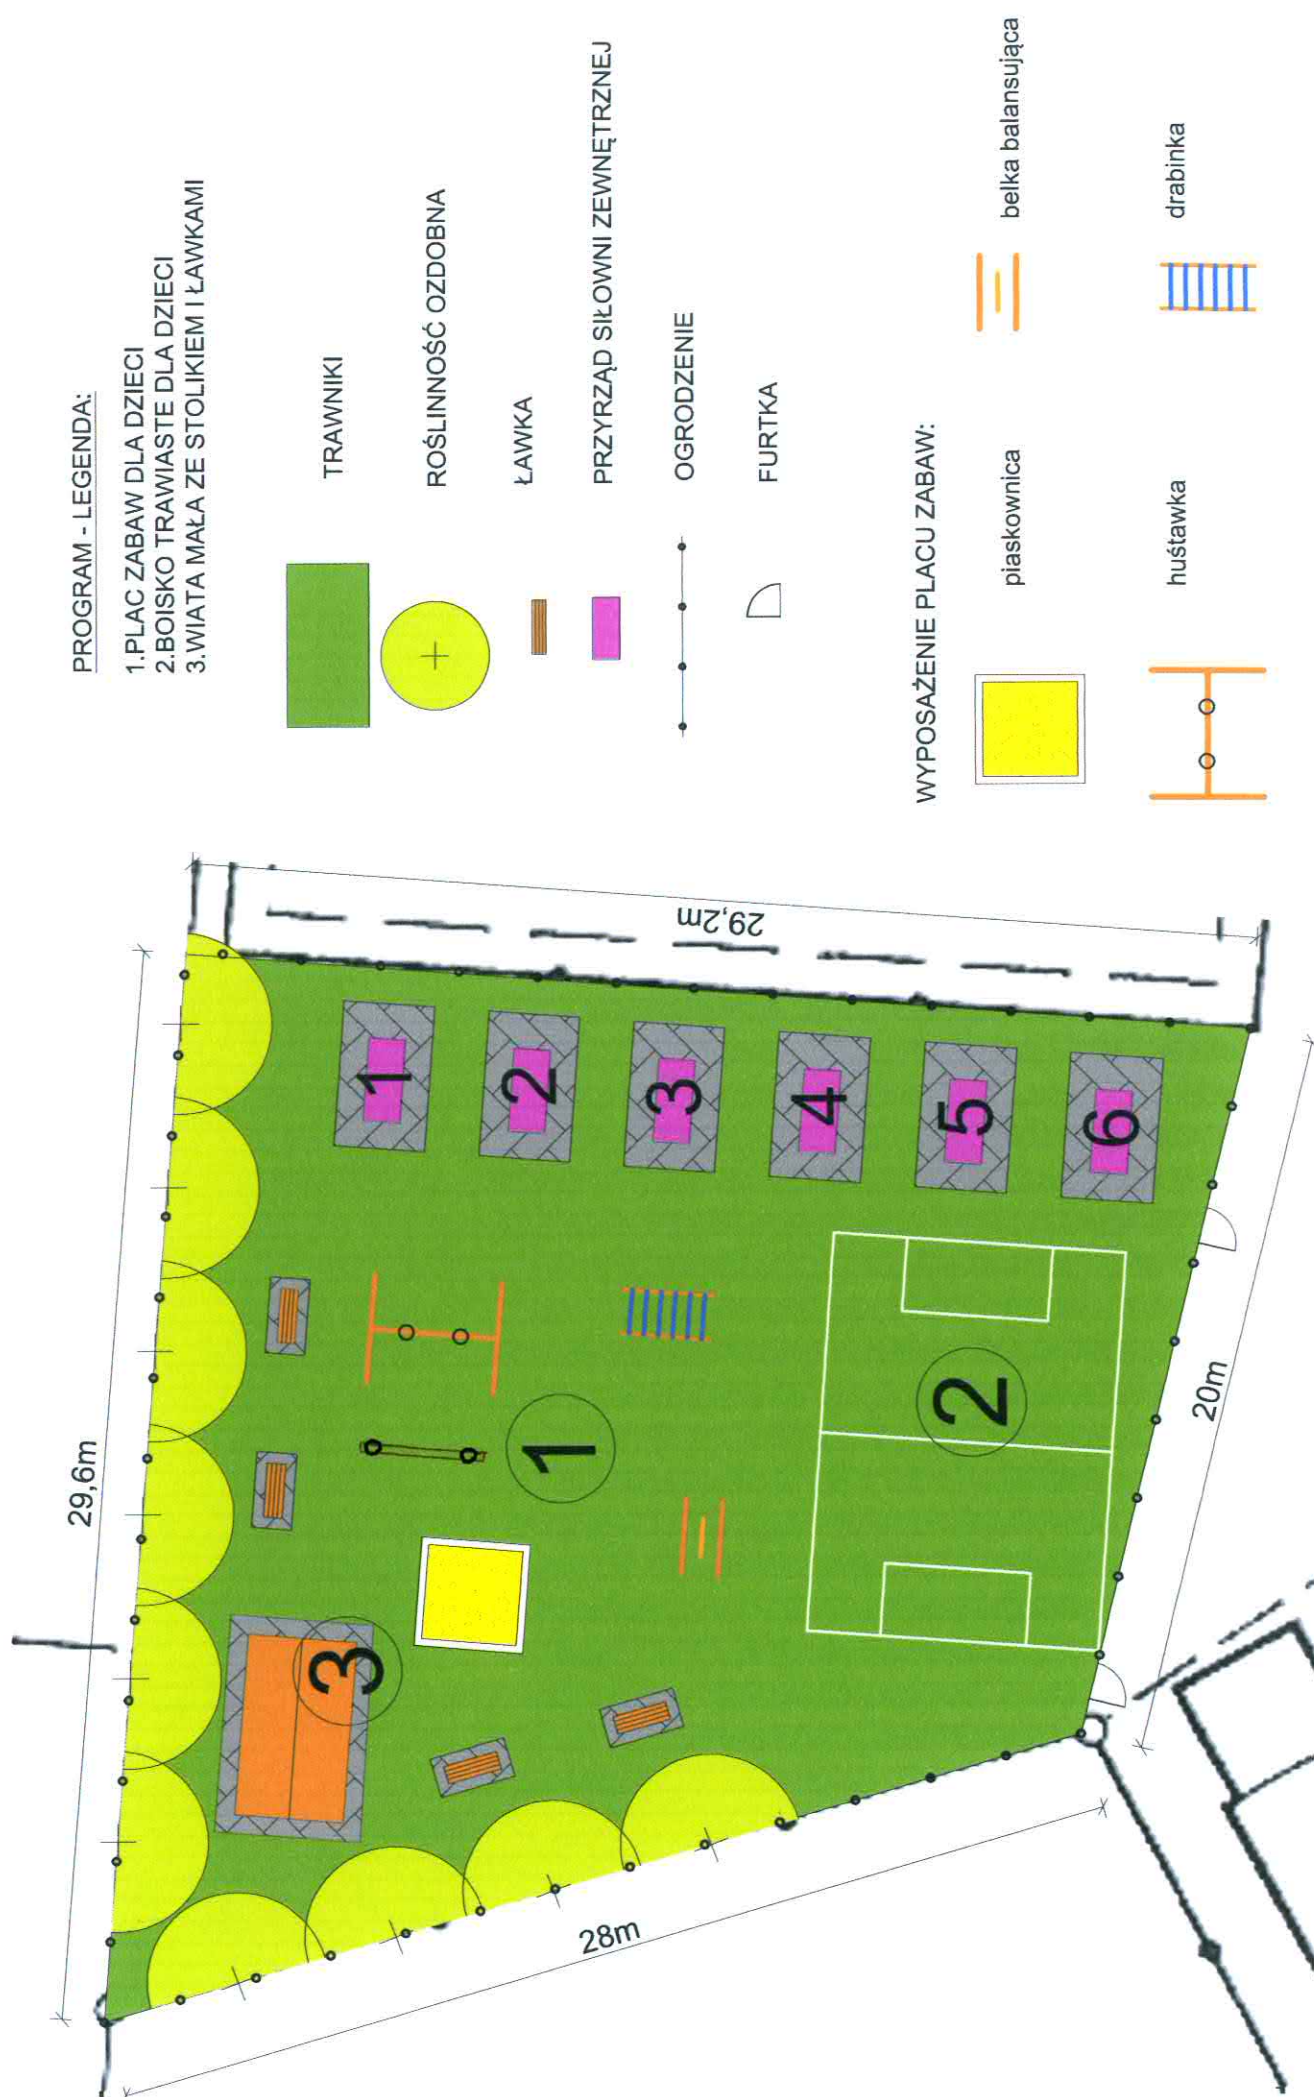 PROGRAM - LEGENDA:
1.PLAC ZABAW DLA DZIECI
2.BOISKO TRAWIASTE DLA DZIECI
3.WIATA MAŁA ZE STOLIKIEM I ŁAWKAMI
TRAWNIKI
ROŚLINNOŚĆ OZDOBNA
ŁAWKA
PRZYRZĄD SIŁOWNI ZEWNĘTRZNEJ
OGRODZENIE
FURTKA
WYPOSAŻENIE PLACU ZABAW:
piaskownica
belka balansująca
huśtawka
drabinka
29,6m
29,2m
28m
20m
1
2
3
4
5
6
1
2
3